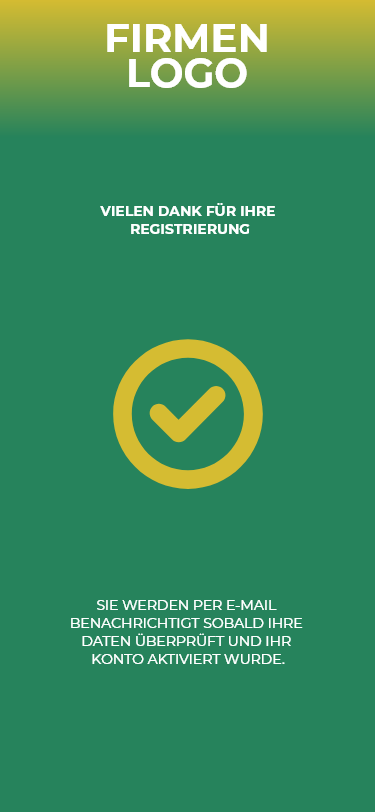 FIRMEN
LOGO
VIELEN DANK FÜR IHRE
REGISTRIERUNG
SIE WERDEN PER E-MAIL
BENACHRICHTIGT SOBALD IHRE
DATEN ÜBERPRÜFT UND IHR
KONTO AKTIVIERT WURDE.